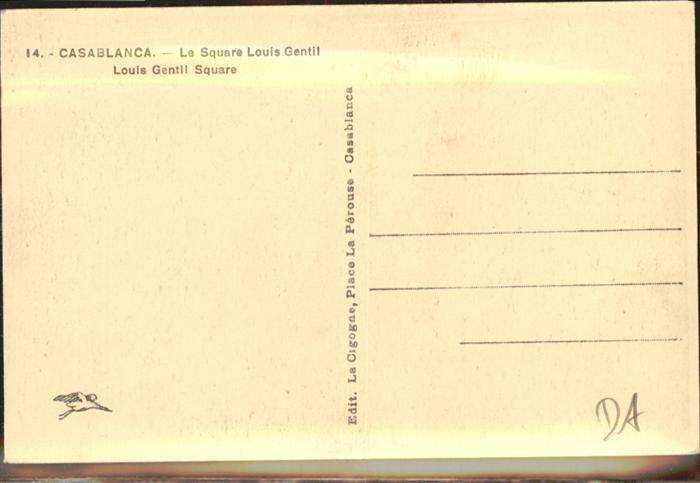 14. - CASABLANCA. — Le Square Louis Gentil
Louis Gentil Square
Edit. La Cigogne, Place La Pérouse - Casablanca
DA